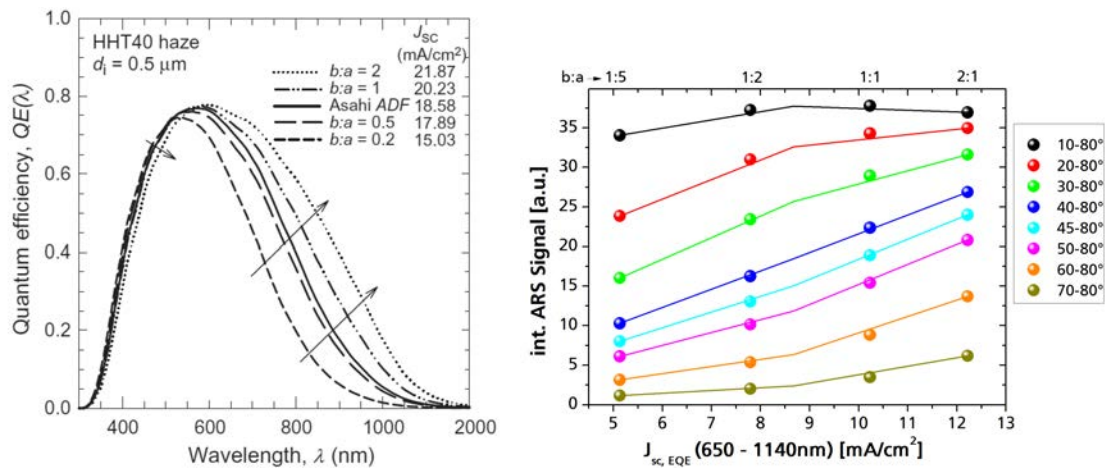 1.0
0.8
0.6
0.4
0.2
0.0
Quantum efficiency, QE(λ)
HHT40 haze
dᵢ = 0.5 µm
J_SC
(mA/cm²)
b:a = 2 21.87
b:a = 1 20.23
Asahi ADF 18.58
b:a = 0.5 17.89
b:a = 0.2 15.03
400 600 800 1000 2000
Wavelength, λ (nm)
b:a → 1:5 1:2 1:1 2:1
35
30
25
20
15
10
5
0
int. ARS Signal [a.u.]
5 6 7 8 9 10 11 12 13
J_sc, EQE (650 - 1140nm) [mA/cm²]
10-80°
20-80°
30-80°
40-80°
45-80°
50-80°
60-80°
70-80°